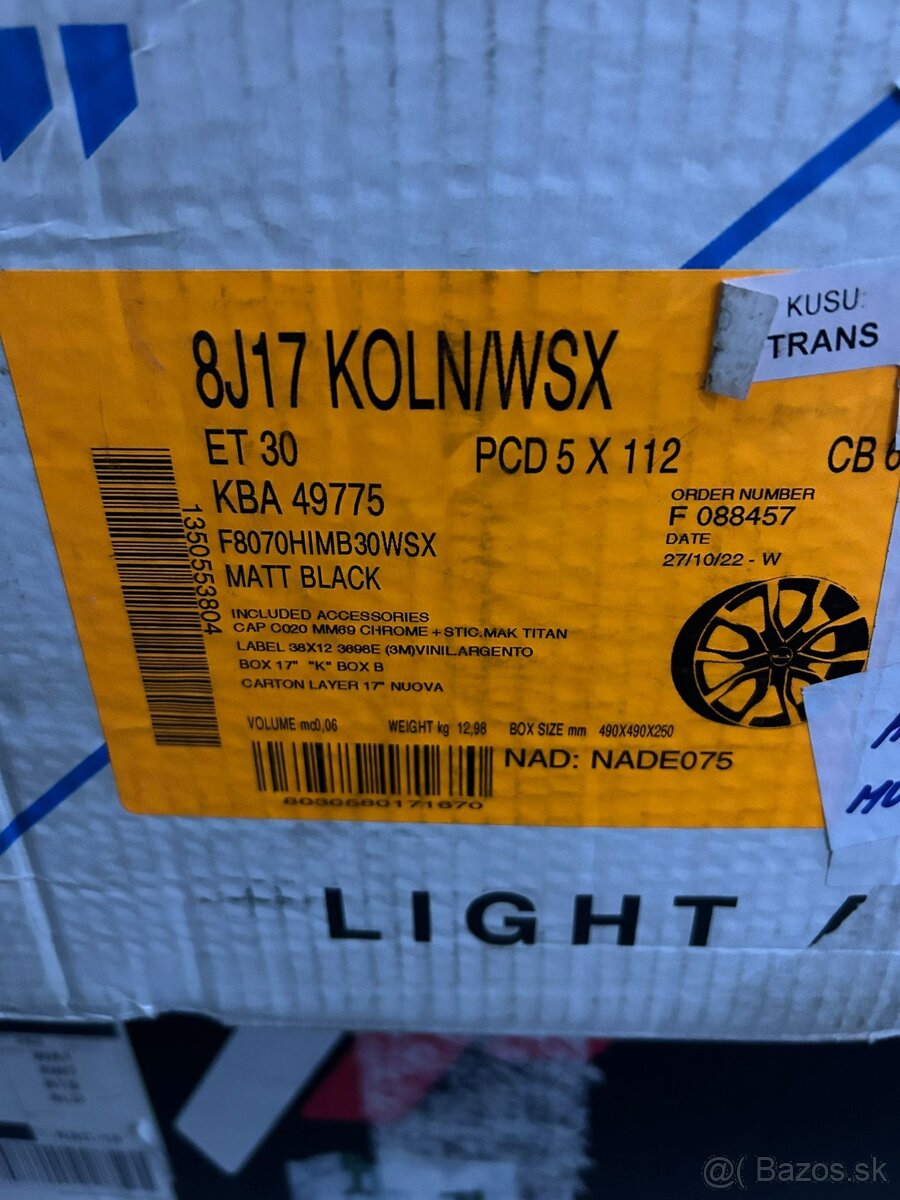 KUSU:
TRANS
8J17 KOLN/WSX
ET 30 PCD 5 X 112 CB 6
KBA 49775
ORDER NUMBER
F 088457
F8070HIMB30WSX
DATE
27/10/22 - W
MATT BLACK
1350553804
INCLUDED ACCESSORIES
CAP C020 MM69 CHROME + STIC.MAK TITAN
LABEL 38X12 3698E (3M)VINIL.ARGENTO
BOX 17" "K" BOX B
CARTON LAYER 17" NUOVA
VOLUME mc0,06 WEIGHT kg 12,98 BOX SIZE mm 490X490X250
NAD: NADE075
8030580171670
LIGHT
@( Bazos.sk